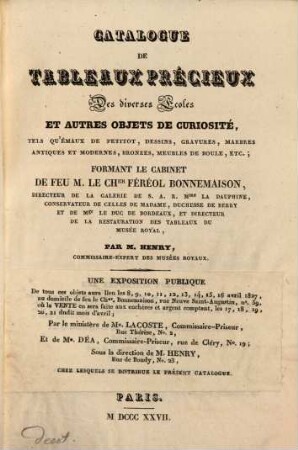 CATALOGUE
DE
TABLEAUX PRÉCIEUX
Des diverses Écoles
ET AUTRES OBJETS DE CURIOSITÉ,
TELS QU'ÉMAUX DE PETITOT, DESSINS, GRAVURES, MARBRES
ANTIQUES ET MODERNES, BRONZES, MEUBLES DE BOULE, ETC.;
FORMANT LE CABINET
DE FEU M. LE CHer FÉRÉOL BONNEMAISON,
DIRECTEUR DE LA GALERIE DE S. A. R. Mme LA DAUPHINE,
CONSERVATEUR DE CELLES DE MADAME, DUCHESSE DE BERRY
ET DE Mgr LE DUC DE BORDEAUX, ET DIRECTEUR
DE LA RESTAURATION DES TABLEAUX DU
MUSÉE ROYAL,
PAR M. HENRY,
COMMISSAIRE-EXPERT DES MUSÉES ROYAUX.
UNE EXPOSITION PUBLIQUE
De tous ces objets aura lieu les 8, 9, 10, 11, 12, 13, 14, 15, 16 avril 1827,
au domicile de feu le Cher. Bonnemaison, rue Neuve Saint-Augustin, no.
où la VENTE en sera faite aux enchères et argent comptant, les 17, 18, 19,
20, 21 dudit mois d'avril;
Par le ministère de Me. LACOSTE, Commissaire-Priseur,
Rue Thérèse, No. 2,
Et de Me. DÉA, Commissaire-Priseur, rue de Cléry, No. 19;
Sous la direction de M. HENRY,
Rue de Bondy, No. 23,
CHEZ LESQUELS SE DISTRIBUE LE PRÉSENT CATALOGUE.
PARIS.
M DCCC XXVII.